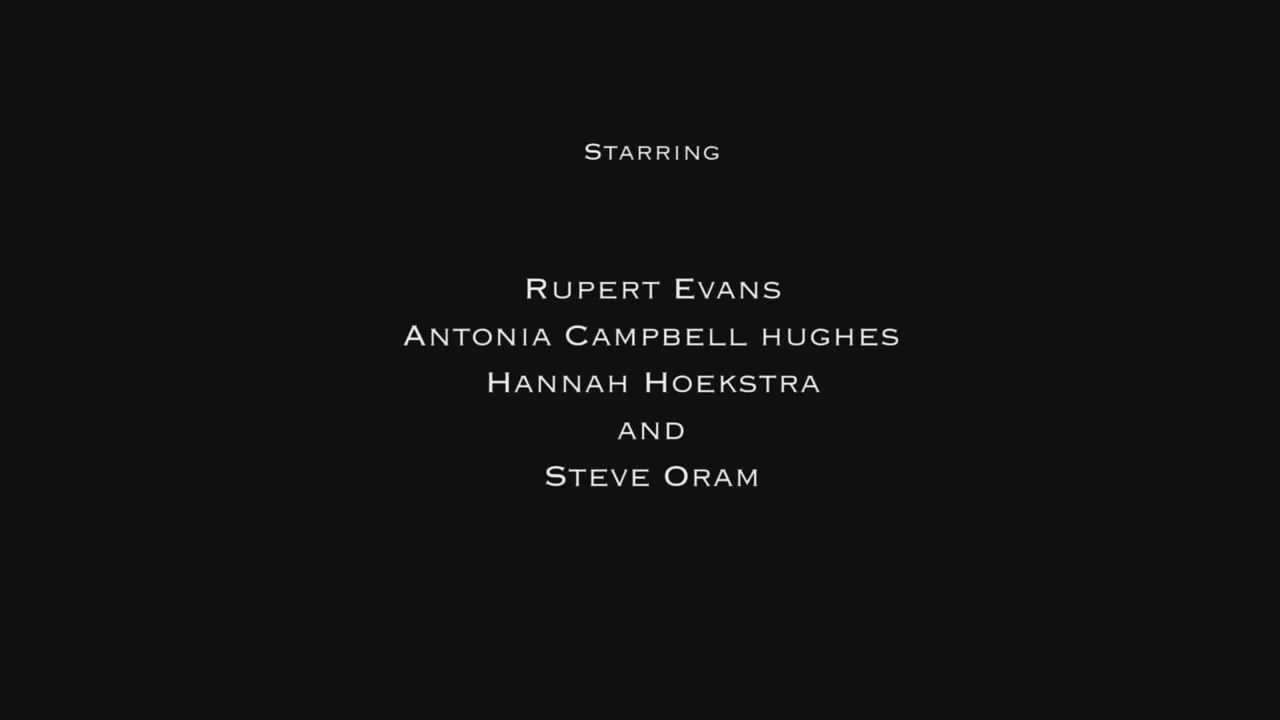 Starring
Rupert Evans
Antonia Campbell hughes
Hannah Hoekstra
and
Steve Oram